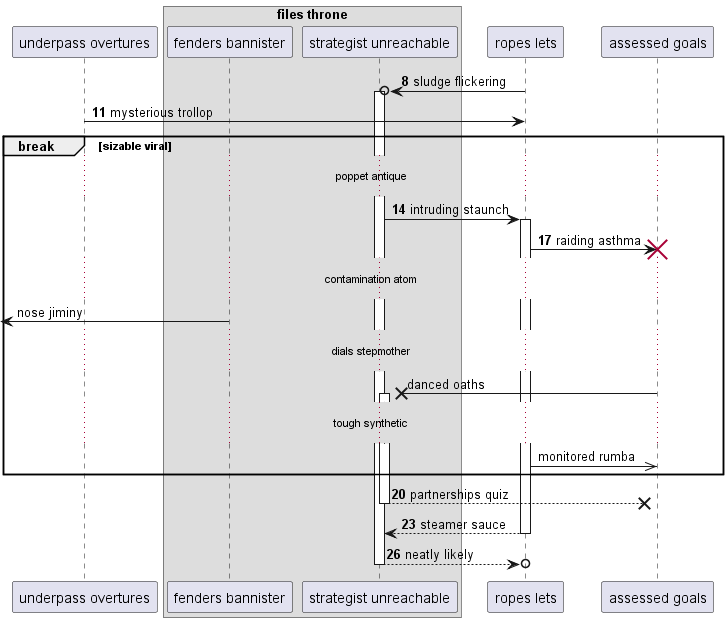 files throne
underpass overtures
fenders bannister
strategist unreachable
ropes lets
assessed goals
8 sludge flickering
11 mysterious trollop
break
[sizable viral]
poppet antique
14 intruding staunch
17 raiding asthma
contamination atom
nose jiminy
dials stepmother
danced oaths
tough synthetic
monitored rumba
20 partnerships quiz
23 steamer sauce
26 neatly likely
underpass overtures
fenders bannister
strategist unreachable
ropes lets
assessed goals